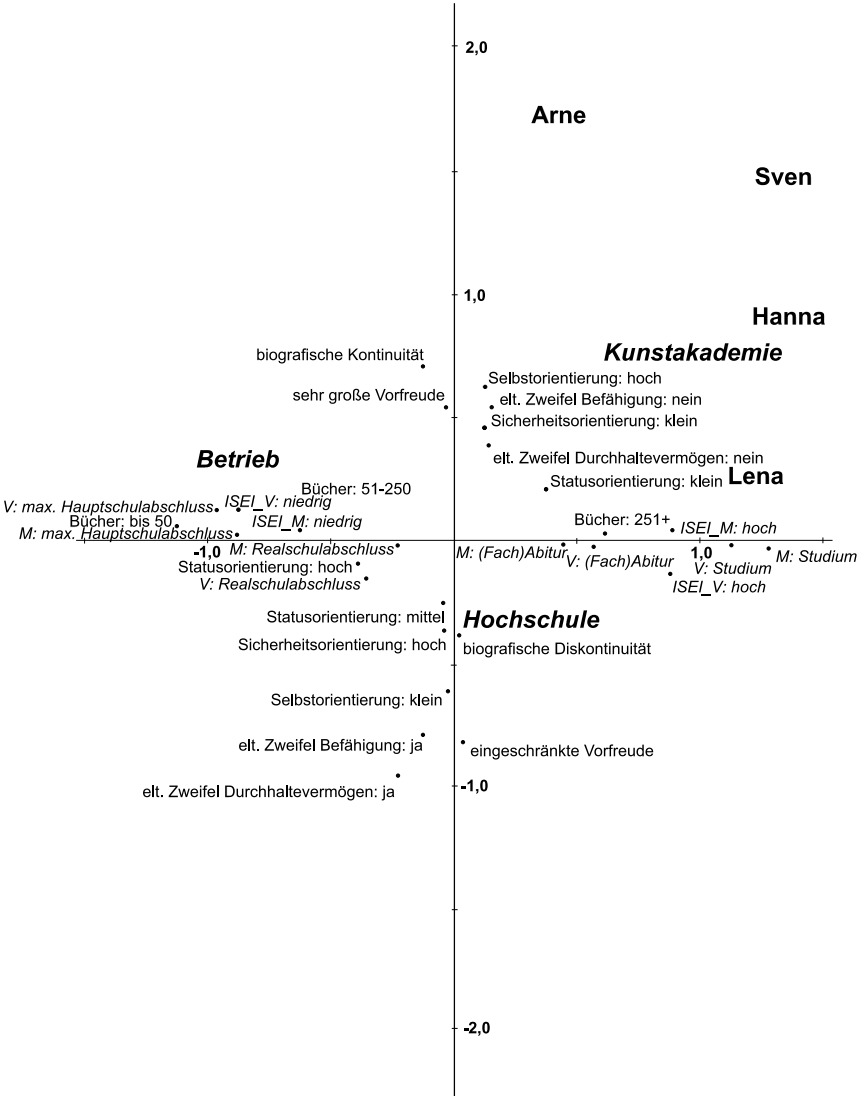 2,0
Arne
Sven
1,0
Hanna
biografische Kontinuität
Kunstakademie
Selbstorientierung: hoch
sehr große Vorfreude
elt. Zweifel Befähigung: nein
Sicherheitsorientierung: klein
Betrieb
elt. Zweifel Durchhaltevermögen: nein
Bücher: 51-250
Statusorientierung: klein
Lena
V: max. Hauptschulabschluss
ISEI_V: niedrig
Bücher: bis 50
ISEI_M: niedrig
Bücher: 251+
ISEI_M: hoch
M: max. Hauptschulabschluss
-1,0
M: Realschulabschluss
M: (Fach)Abitur
1,0
M: Studium
Statusorientierung: hoch
V: (Fach)Abitur
V: Studium
V: Realschulabschluss
ISEI_V: hoch
Statusorientierung: mittel
Hochschule
Sicherheitsorientierung: hoch
biografische Diskontinuität
Selbstorientierung: klein
elt. Zweifel Befähigung: ja
eingeschränkte Vorfreude
-1,0
elt. Zweifel Durchhaltevermögen: ja
-2,0